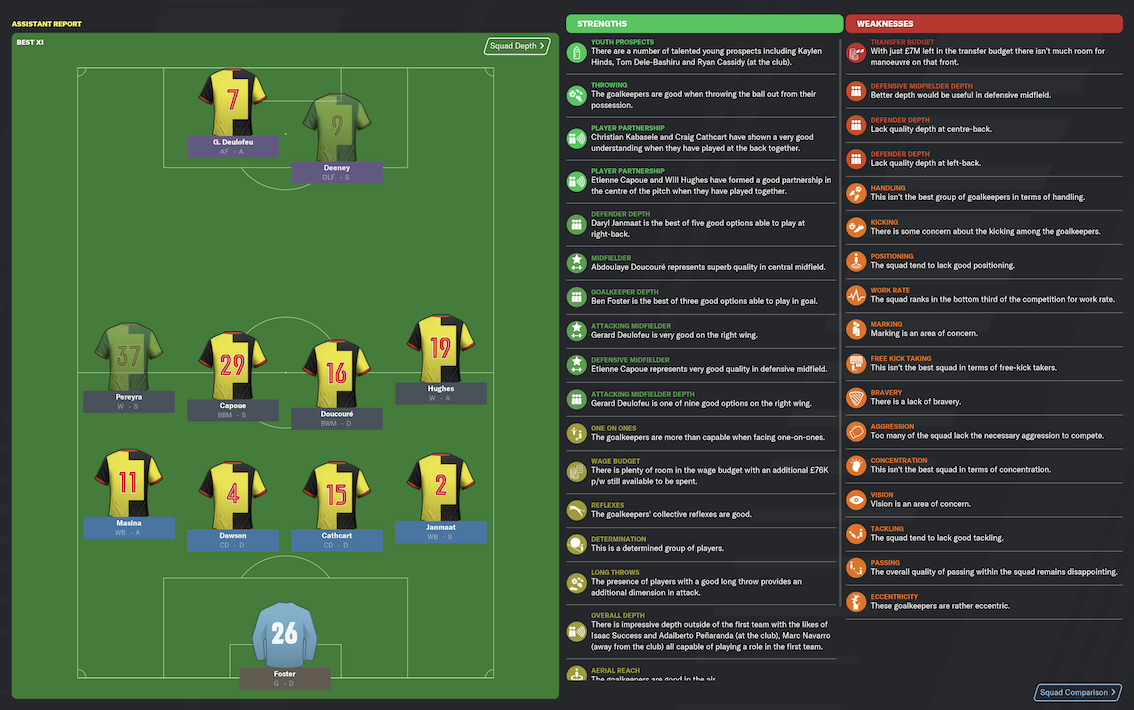 ASSISTANT REPORT
BEST XI
Squad Depth
7
G. Deulofeu
AF - A
9
Deeney
DLF - S
37
Pereyra
W - S
29
Capoue
BBM - S
16
Doucouré
BWM - D
19
Hughes
W - A
11
Masina
WB - A
4
Dawson
CD - D
15
Cathcart
CD - D
2
Janmaat
WB - S
26
Foster
G - D
STRENGTHS
YOUTH PROSPECTS
There are a number of talented young prospects including Kaylen
Hinds, Tom Dele-Bashiru and Ryan Cassidy (at the club).
THROWING
The goalkeepers are good when throwing the ball out from their
possession.
PLAYER PARTNERSHIP
Christian Kabasele and Craig Cathcart have shown a very good
understanding when they have played at the back together.
PLAYER PARTNERSHIP
Etienne Capoue and Will Hughes have formed a good partnership in
the centre of the pitch when they have played together.
DEFENDER DEPTH
Daryl Janmaat is the best of five good options able to play at
right-back.
MIDFIELDER
Abdoulaye Doucouré represents superb quality in central midfield.
GOALKEEPER DEPTH
Ben Foster is the best of three good options able to play in goal.
ATTACKING MIDFIELDER
Gerard Deulofeu is very good on the right wing.
DEFENSIVE MIDFIELDER
Etienne Capoue represents very good quality in defensive midfield.
ATTACKING MIDFIELDER DEPTH
Gerard Deulofeu is one of nine good options on the right wing.
ONE ON ONES
The goalkeepers are more than capable when facing one-on-ones.
WAGE BUDGET
There is plenty of room in the wage budget with an additional £76K
p/w still available to be spent.
REFLEXES
The goalkeepers' collective reflexes are good.
DETERMINATION
This is a determined group of players.
LONG THROWS
The presence of players with a good long throw provides an
additional dimension in attack.
OVERALL DEPTH
There is impressive depth outside of the first team with the likes of
Isaac Success and Adalberto Peñaranda (at the club), Marc Navarro
(away from the club) all capable of playing a role in the first team.
AERIAL REACH
The goalkeepers are good in the air.
WEAKNESSES
TRANSFER BUDGET
With just £7M left in the transfer budget there isn't much room for
manoeuvre on that front.
DEFENSIVE MIDFIELDER DEPTH
Better depth would be useful in defensive midfield.
DEFENDER DEPTH
Lack quality depth at centre-back.
DEFENDER DEPTH
Lack quality depth at left-back.
HANDLING
This isn't the best group of goalkeepers in terms of handling.
KICKING
There is some concern about the kicking among the goalkeepers.
POSITIONING
The squad tend to lack good positioning.
WORK RATE
The squad ranks in the bottom third of the competition for work rate.
MARKING
Marking is an area of concern.
FREE KICK TAKING
This isn't the best squad in terms of free-kick takers.
BRAVERY
There is a lack of bravery.
AGGRESSION
Too many of the squad lack the necessary aggression to compete.
CONCENTRATION
This isn't the best squad in terms of concentration.
VISION
Vision is an area of concern.
TACKLING
The squad tend to lack good tackling.
PASSING
The overall quality of passing within the squad remains disappointing.
ECCENTRICITY
These goalkeepers are rather eccentric.
Squad Comparison